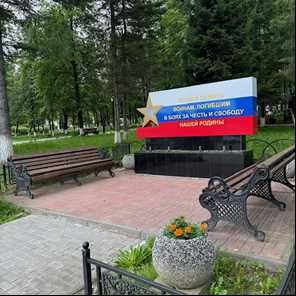 ВОИНАМ, ПОГИБШИМ
В БОЯХ ЗА ЧЕСТЬ И СВОБОДУ
НАШЕЙ РОДИНЫ